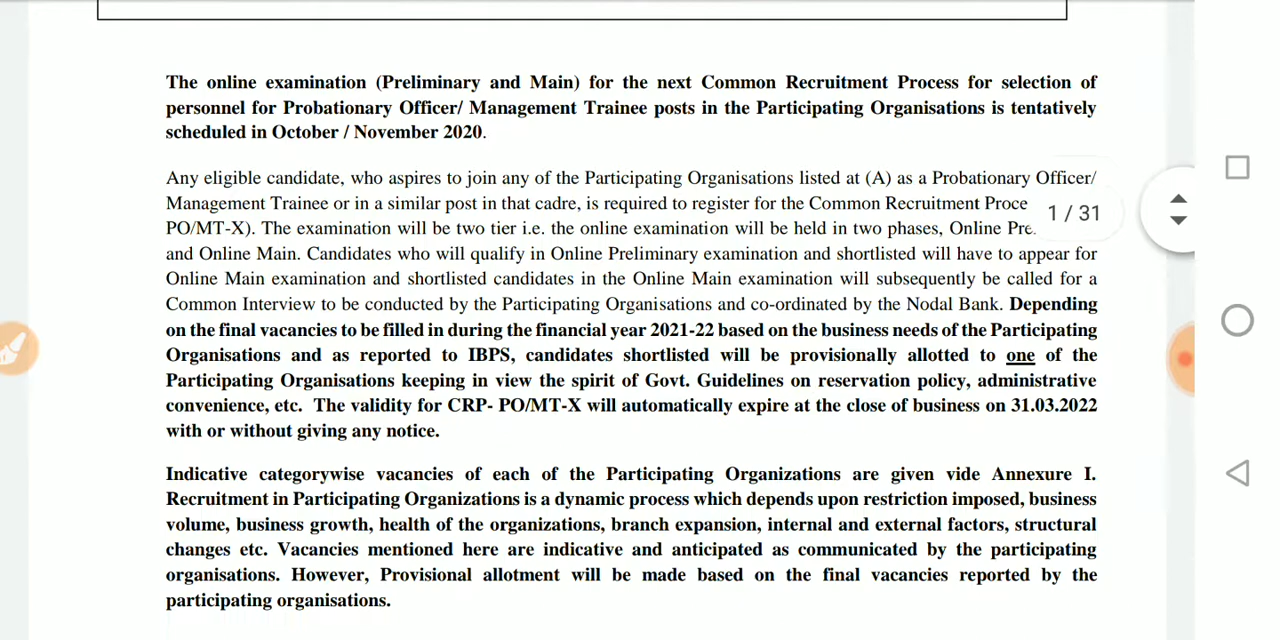 The online examination (Preliminary and Main) for the next Common Recruitment Process for selection of
personnel for Probationary Officer/ Management Trainee posts in the Participating Organisations is tentatively
scheduled in October / November 2020.
Any eligible candidate, who aspires to join any of the Participating Organisations listed at (A) as a Probationary Officer/
Management Trainee or in a similar post in that cadre, is required to register for the Common Recruitment Proce
1 / 31
PO/MT-X). The examination will be two tier i.e. the online examination will be held in two phases, Online Pre
and Online Main. Candidates who will qualify in Online Preliminary examination and shortlisted will have to appear for
Online Main examination and shortlisted candidates in the Online Main examination will subsequently be called for a
Common Interview to be conducted by the Participating Organisations and co-ordinated by the Nodal Bank. Depending
on the final vacancies to be filled in during the financial year 2021-22 based on the business needs of the Participating
Organisations and as reported to IBPS, candidates shortlisted will be provisionally allotted to one of the
Participating Organisations keeping in view the spirit of Govt. Guidelines on reservation policy, administrative
convenience, etc. The validity for CRP- PO/MT-X will automatically expire at the close of business on 31.03.2022
with or without giving any notice.
Indicative categorywise vacancies of each of the Participating Organizations are given vide Annexure I.
Recruitment in Participating Organizations is a dynamic process which depends upon restriction imposed, business
volume, business growth, health of the organizations, branch expansion, internal and external factors, structural
changes etc. Vacancies mentioned here are indicative and anticipated as communicated by the participating
organisations. However, Provisional allotment will be made based on the final vacancies reported by the
participating organisations.